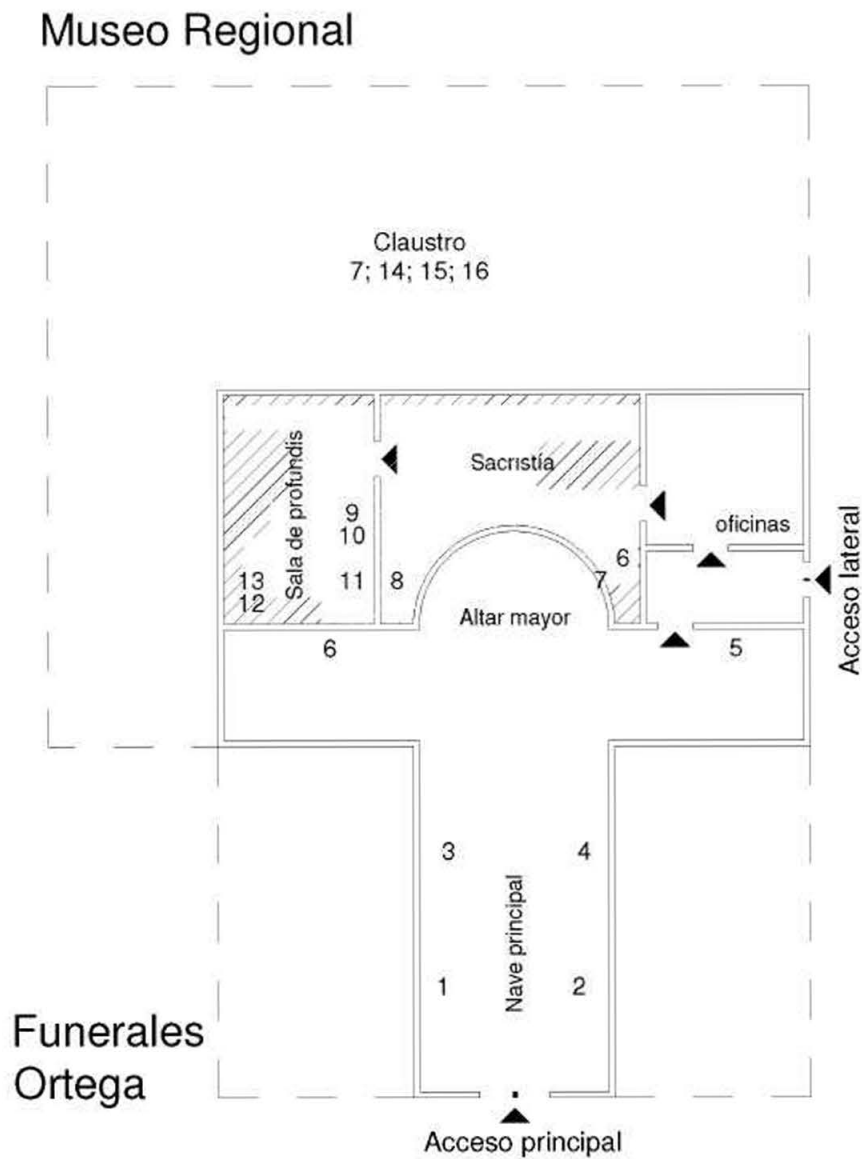 Museo Regional
Claustro
7; 14; 15; 16
Sala de profundis
Sacristía
9
10
oficinas
6
13
11
8
7
12
Altar mayor
Acceso lateral
6
5
3
4
Nave principal
1
2
Funerales
Ortega
Acceso principal